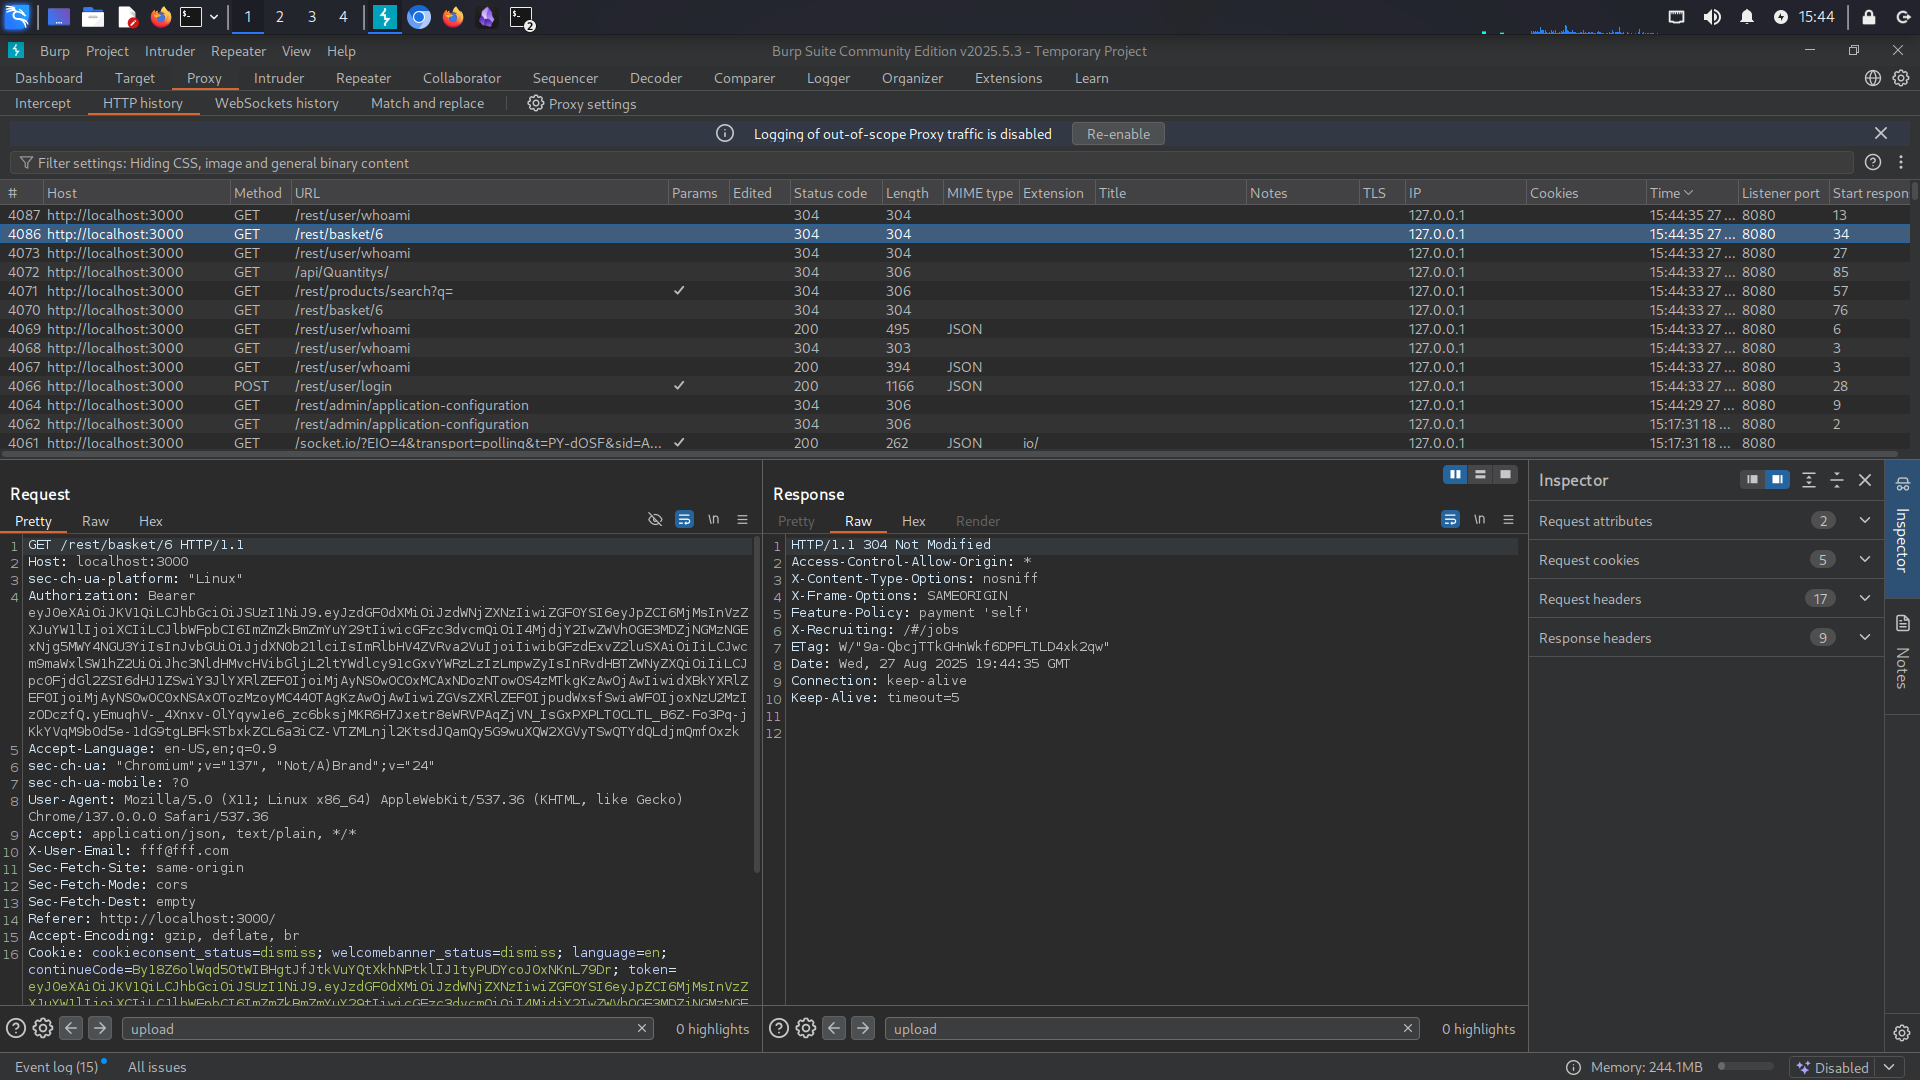 1 2 3 4 2 15:44
Burp Project Intruder Repeater View Help Burp Suite Community Edition v2025.5.3 - Temporary Project
Dashboard Target Proxy Intruder Repeater Collaborator Sequencer Decoder Comparer Logger Organizer Extensions Learn
Intercept HTTP history WebSockets history Match and replace Proxy settings
Logging of out-of-scope Proxy traffic is disabled Re-enable
Filter settings: Hiding CSS, image and general binary content
# Host Method URL Params Edited Status code Length MIME type Extension Title Notes TLS IP Cookies Time Listener port Start respon
4087 http://localhost:3000 GET /rest/user/whoami 304 304 127.0.0.1 15:44:35 27 ... 8080 13
4086 http://localhost:3000 GET /rest/basket/6 304 304 127.0.0.1 15:44:35 27 ... 8080 34
4073 http://localhost:3000 GET /rest/user/whoami 304 304 127.0.0.1 15:44:33 27 ... 8080 27
4072 http://localhost:3000 GET /api/Quantitys/ 304 306 127.0.0.1 15:44:33 27 ... 8080 85
4071 http://localhost:3000 GET /rest/products/search?q= ✓ 304 306 127.0.0.1 15:44:33 27 ... 8080 57
4070 http://localhost:3000 GET /rest/basket/6 304 304 127.0.0.1 15:44:33 27 ... 8080 76
4069 http://localhost:3000 GET /rest/user/whoami 200 495 JSON 127.0.0.1 15:44:33 27 ... 8080 6
4068 http://localhost:3000 GET /rest/user/whoami 304 303 127.0.0.1 15:44:33 27 ... 8080 3
4067 http://localhost:3000 GET /rest/user/whoami 200 394 JSON 127.0.0.1 15:44:33 27 ... 8080 3
4066 http://localhost:3000 POST /rest/user/login ✓ 200 1166 JSON 127.0.0.1 15:44:33 27 ... 8080 28
4064 http://localhost:3000 GET /rest/admin/application-configuration 304 306 127.0.0.1 15:44:29 27 ... 8080 9
4062 http://localhost:3000 GET /rest/admin/application-configuration 304 306 127.0.0.1 15:17:31 18 ... 8080 2
4061 http://localhost:3000 GET /socket.io/?EIO=4&transport=polling&t=PY-dOSF&sid=A... ✓ 200 262 JSON io/ 127.0.0.1 15:17:31 18 ... 8080
Request
Pretty Raw Hex \n
1 GET /rest/basket/6 HTTP/1.1
2 Host: localhost:3000
3 sec-ch-ua-platform: "Linux"
4 Authorization: Bearer
5 Accept-Language: en-US,en;q=0.9
6 sec-ch-ua: "Chromium";v="137", "Not/A)Brand";v="24"
7 sec-ch-ua-mobile: ?0
8 User-Agent: Mozilla/5.0 (X11; Linux x86_64) AppleWebKit/537.36 (KHTML, like Gecko)
Chrome/137.0.0.0 Safari/537.36
9 Accept: application/json, text/plain, */*
10 X-User-Email: fff@fff.com
11 Sec-Fetch-Site: same-origin
12 Sec-Fetch-Mode: cors
13 Sec-Fetch-Dest: empty
14 Referer: http://localhost:3000/
15 Accept-Encoding: gzip, deflate, br
16 Cookie: cookieconsent_status=dismiss; welcomebanner_status=dismiss; language=en;
continueCode= token=
upload 0 highlights
Response
Pretty Raw Hex Render \n
1 HTTP/1.1 304 Not Modified
2 Access-Control-Allow-Origin: *
3 X-Content-Type-Options: nosniff
4 X-Frame-Options: SAMEORIGIN
5 Feature-Policy: payment 'self'
6 X-Recruiting: /#/jobs
7 ETag: W/"9a-QbcjTTkGHnWkf6DPFLTLD4xk2qw"
8 Date: Wed, 27 Aug 2025 19:44:35 GMT
9 Connection: keep-alive
10 Keep-Alive: timeout=5
11
12
upload 0 highlights
Inspector
Request attributes 2
Request cookies 5
Request headers 17
Response headers 9
Inspector
Notes
Event log (15) All issues Memory: 244.1MB Disabled